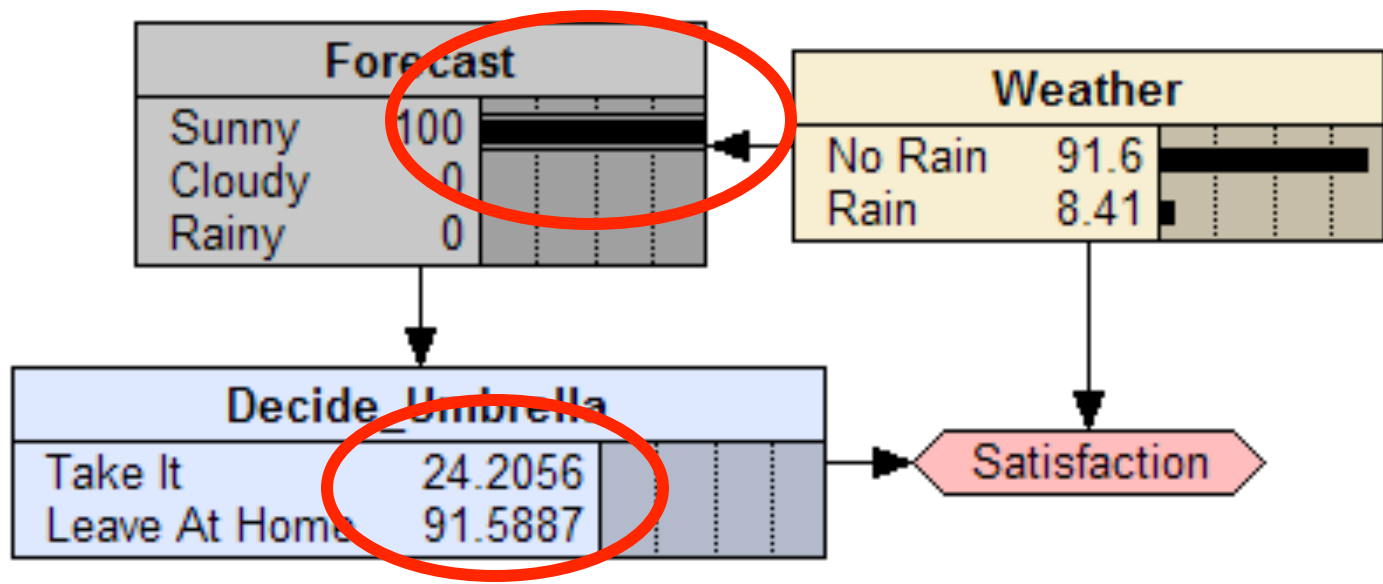 Forecast
Sunny 100
Cloudy 0
Rainy 0
Weather
No Rain 91.6
Rain 8.41
Decide_Umbrella
Take It 24.2056
Leave At Home 91.5887
Satisfaction